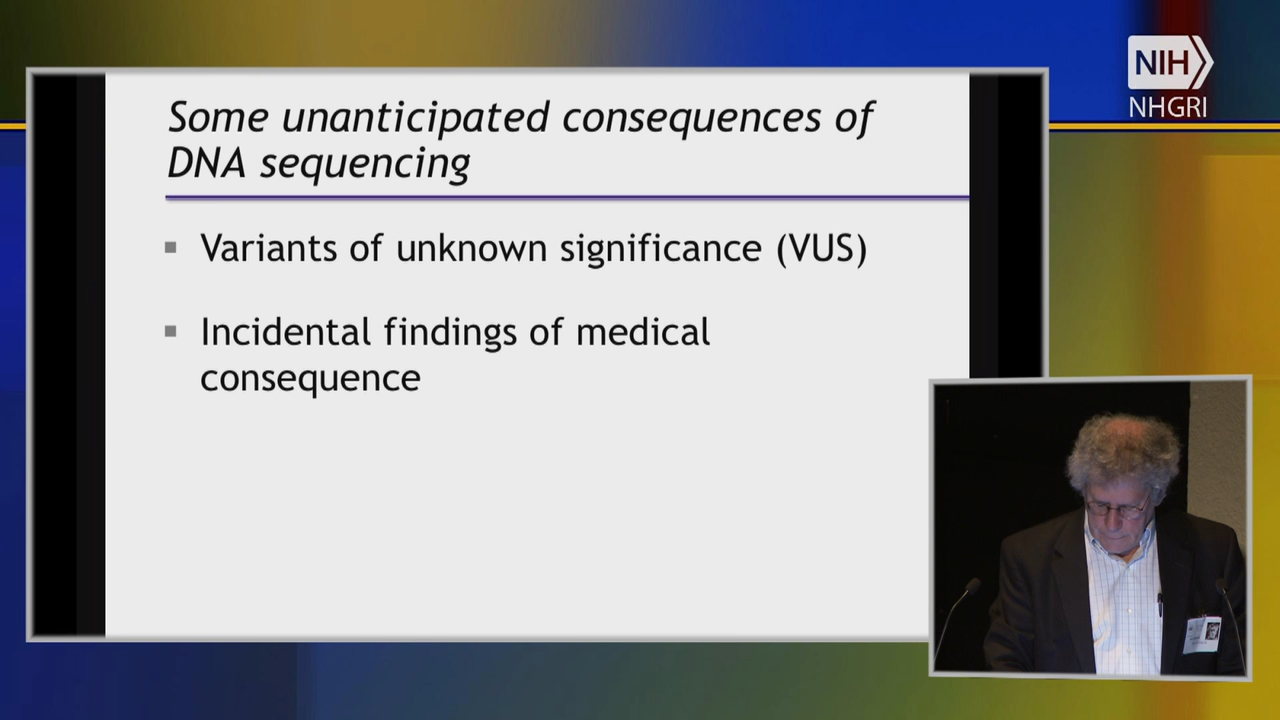 Some unanticipated consequences of
DNA sequencing
Variants of unknown significance (VUS)
Incidental findings of medical
consequence
NIH
NHGRI